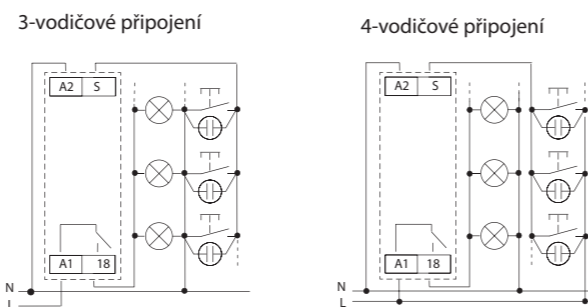 3-vodičové připojení
4-vodičové připojení
A2 S
A2 S
A1 18
A1 18
N
L
N
L